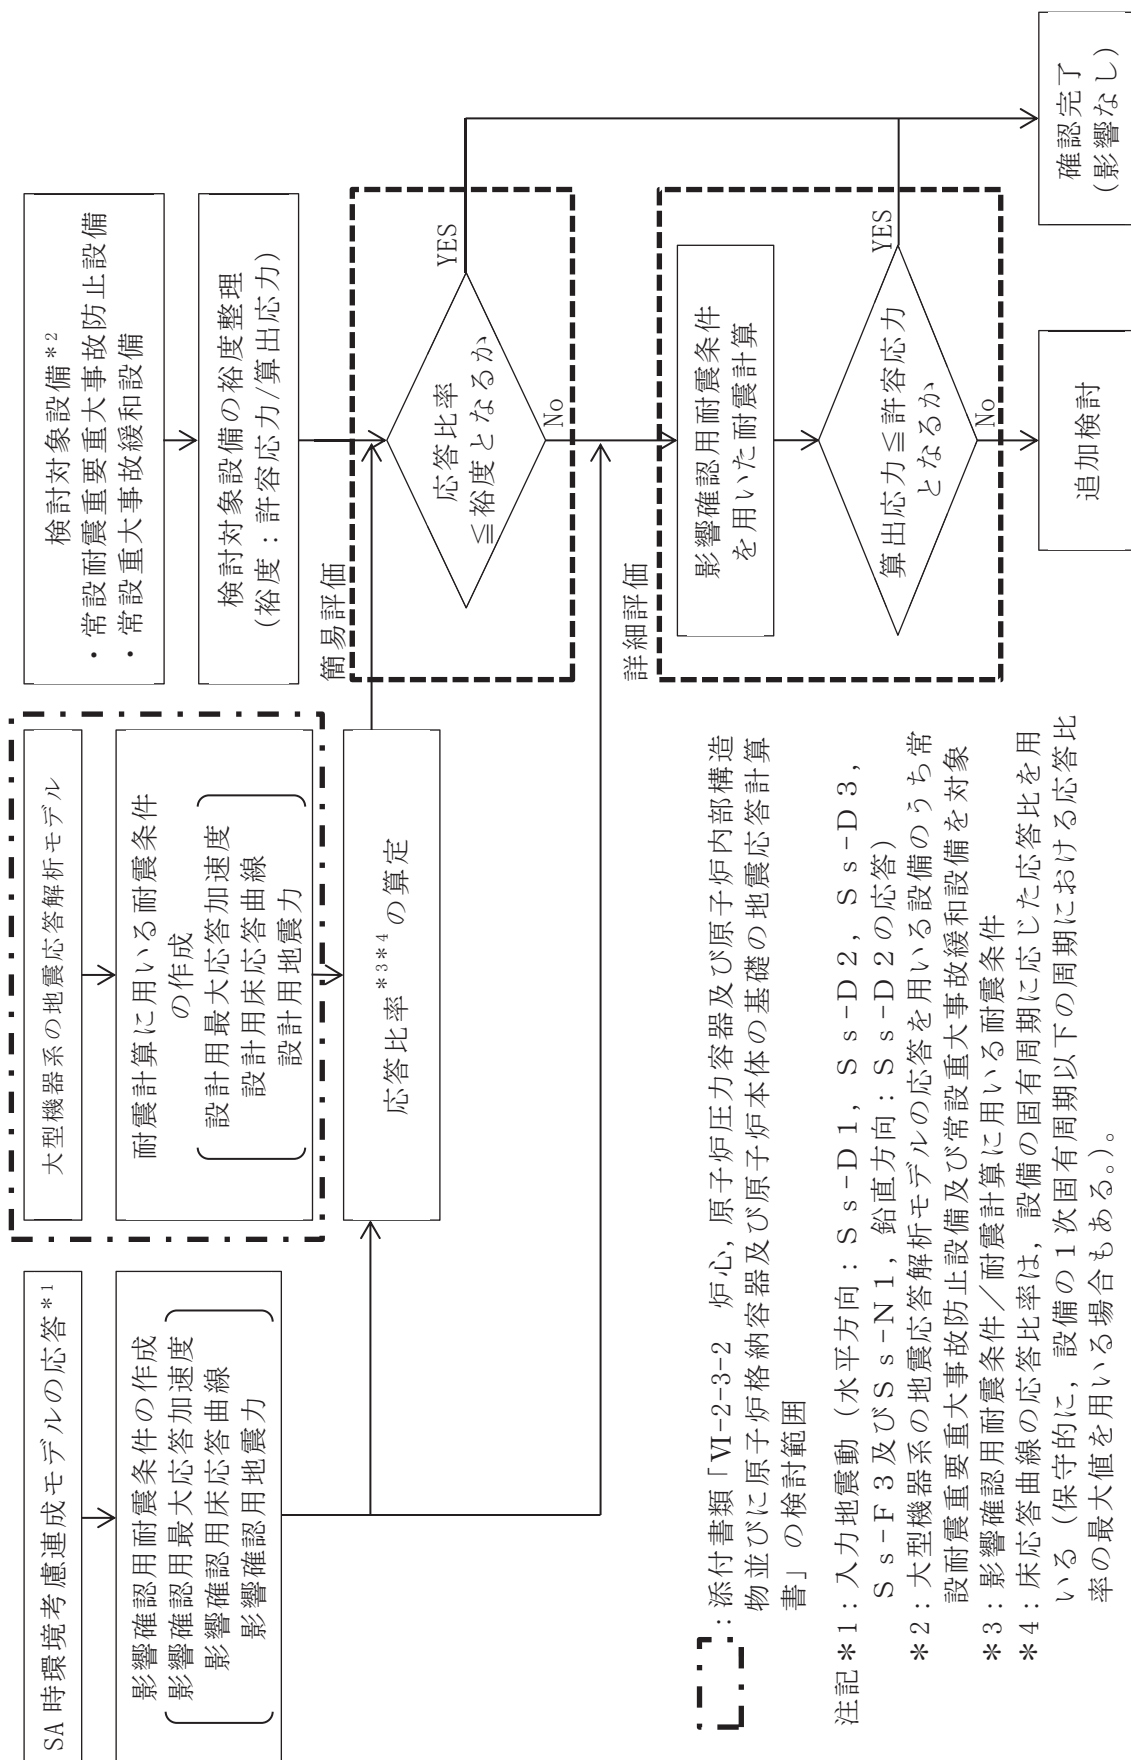 SA 時環境考慮連成モデルの応答*1
影響確認用耐震条件の作成
影響確認用最大応答加速度
影響確認用床応答曲線
影響確認用地震力
大型機器系の地震応答解析モデル
耐震計算に用いる耐震条件
の作成
設計用最大応答加速度
設計用床応答曲線
設計用地震力
応答比率*3*4 の算定
検討対象設備*2
・常設耐震重要重大事故防止設備
・常設重大事故緩和設備
検討対象設備の裕度整理
(裕度：許容応力/算出応力)
簡易評価
応答比率
≦裕度となるか
YES
No
詳細評価
影響確認用耐震条件
を用いた耐震計算
算出応力≦許容応力
となるか
YES
No
追加検討
確認完了
(影響なし)
：添付書類「Ⅵ-2-3-2　炉心，原子炉圧力容器及び原子炉内部構造
物並びに原子炉格納容器及び原子炉本体の基礎の地震応答計算
書」の検討範囲
注記 *1：入力地震動（水平方向：Ｓｓ-Ｄ１，Ｓｓ-Ｄ２，Ｓｓ-Ｄ３，
Ｓｓ-Ｆ３及びＳｓ-Ｎ１，鉛直方向：Ｓｓ-Ｄ２の応答）
*2：大型機器系の地震応答解析モデルの応答を用いる設備のうち常
設耐震重要重大事故防止設備及び常設重大事故緩和設備を対象
*3：影響確認用耐震条件／耐震計算に用いる耐震条件
*4：床応答曲線の応答比率は，設備の固有周期に応じた応答比を用
いる（保守的に，設備の１次固有周期以下の周期における応答比
率の最大値を用いる場合もある。）。